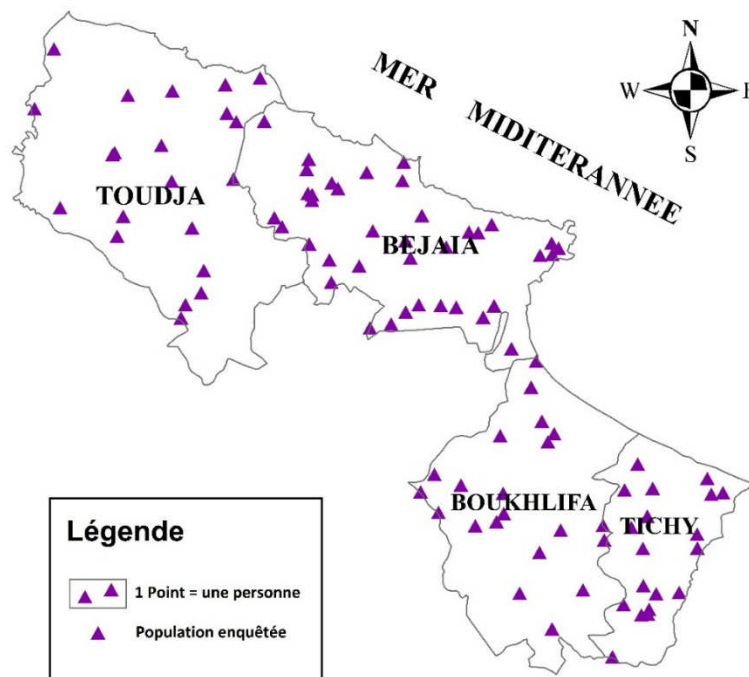 N
W
E
S
MER MIDITERANNEE
TOUDJA
BEJAIA
BOUKHLIFA
TICHY
Légende
1 Point = une personne
Population enquêtée